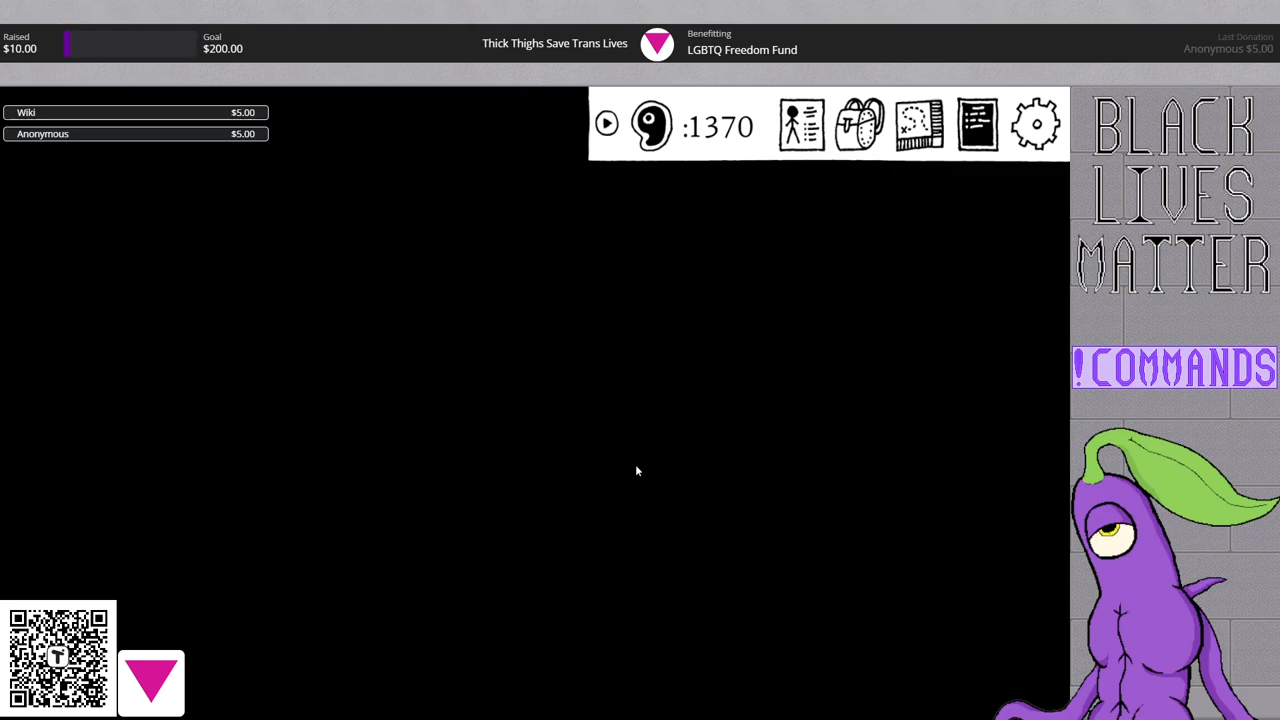 Raised
$10.00
Goal
$200.00
Thick Thighs Save Trans Lives
Benefitting
LGBTQ Freedom Fund
Last Donation
Anonymous $5.00
Wiki $5.00
Anonymous $5.00
:1370
BLACK
LIVES
MATTER
!COMMANDS
T